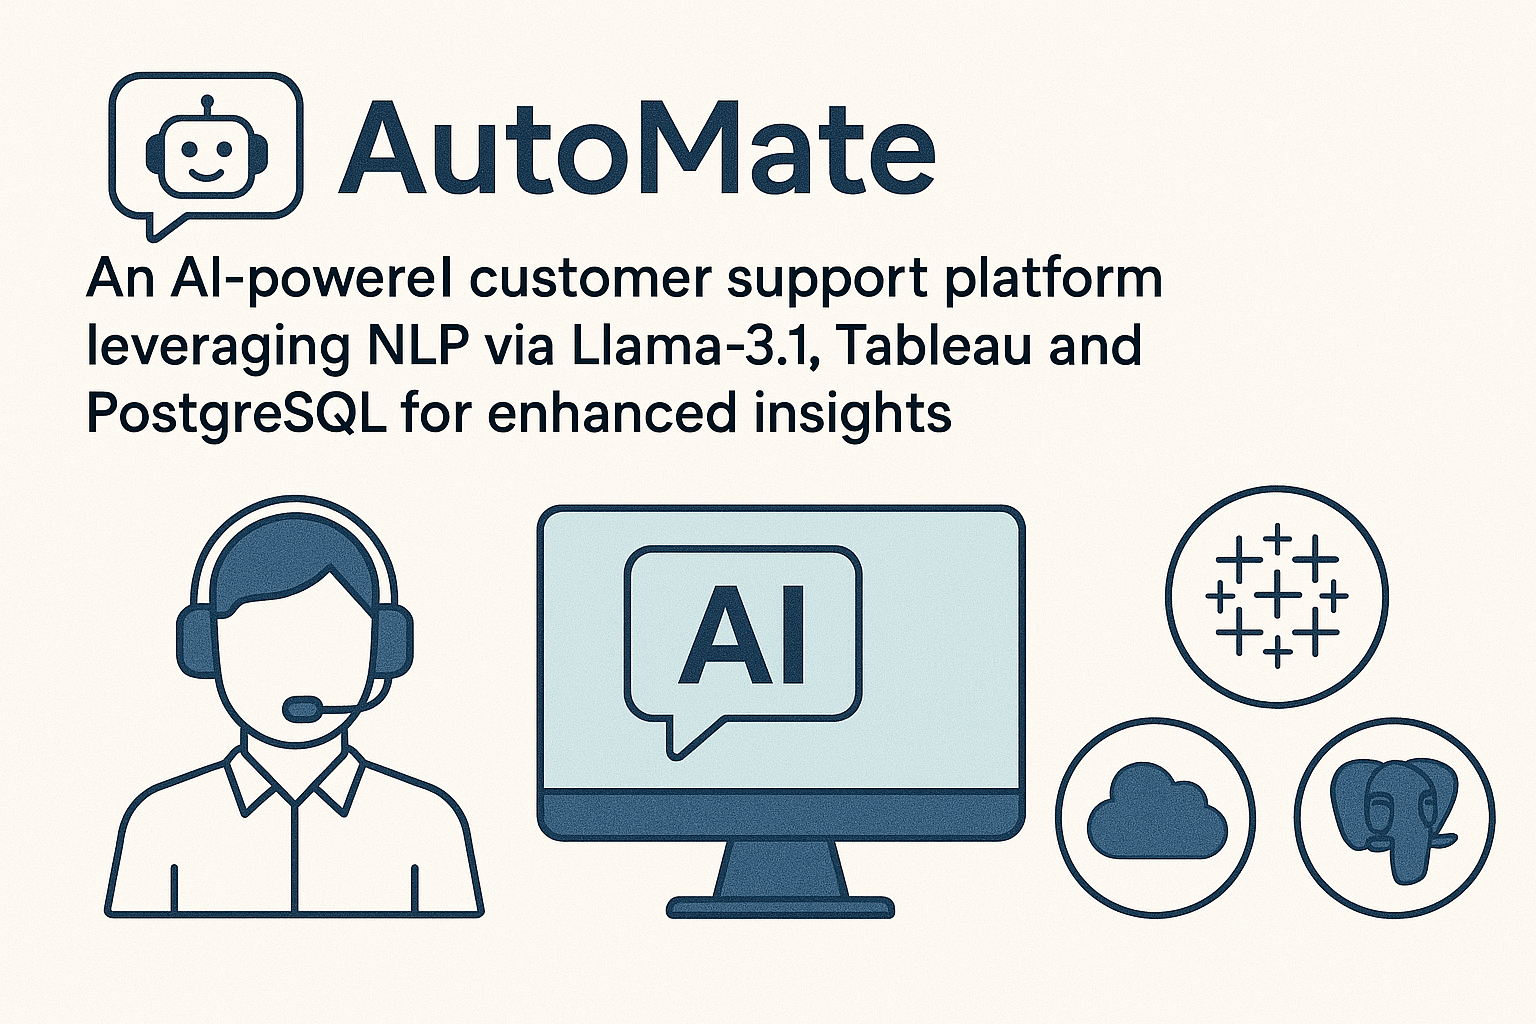 AutoMate
An AI-powerel customer support platform
leveraging NLP via Llama-3.1, Tableau and
PostgreSQL for enhanced insights
AI